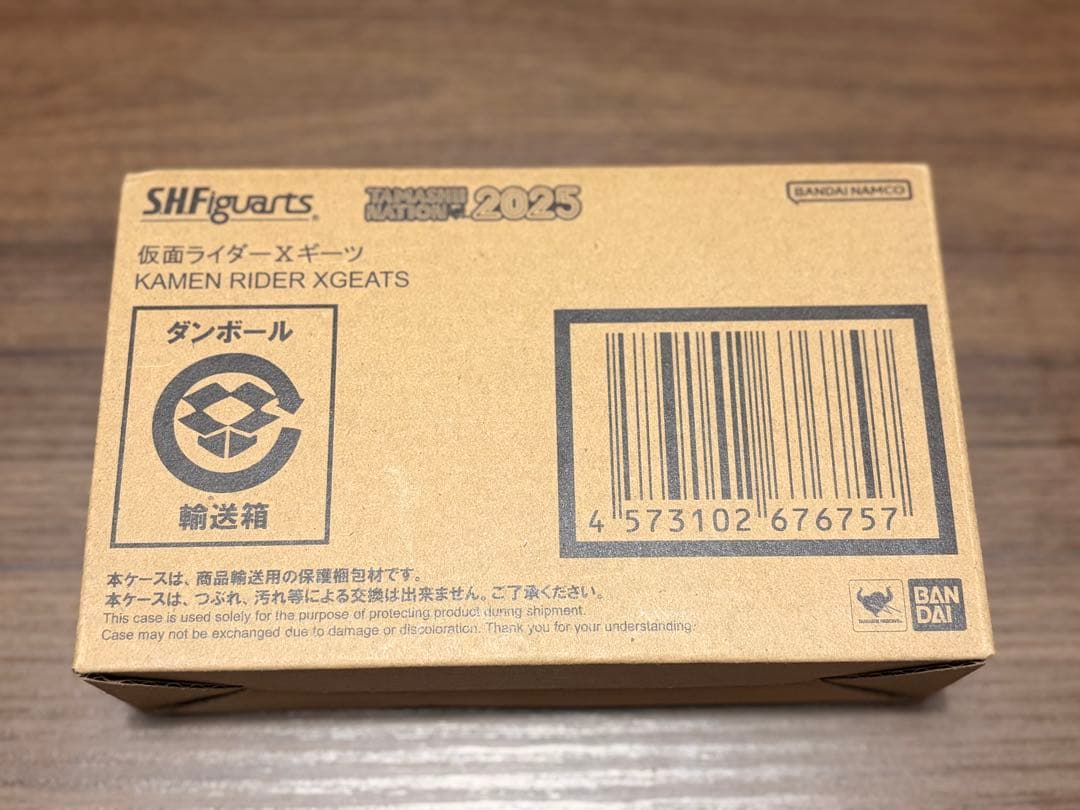 S.H.Figuarts
TAMASHII NATION 2025
BANDAI NAMCO
仮面ライダーXギーツ
KAMEN RIDER XGEATS
ダンボール
輸送箱
4 573102 676757
本ケースは、商品輸送用の保護梱包材です。
本ケースは、つぶれ、汚れ等による交換は出来ません。ご了承ください。
This case is used solely for the purpose of protecting product during shipment.
Case may not be exchanged due to damage or discoloration. Thank you for your understanding.
BAN
DAI